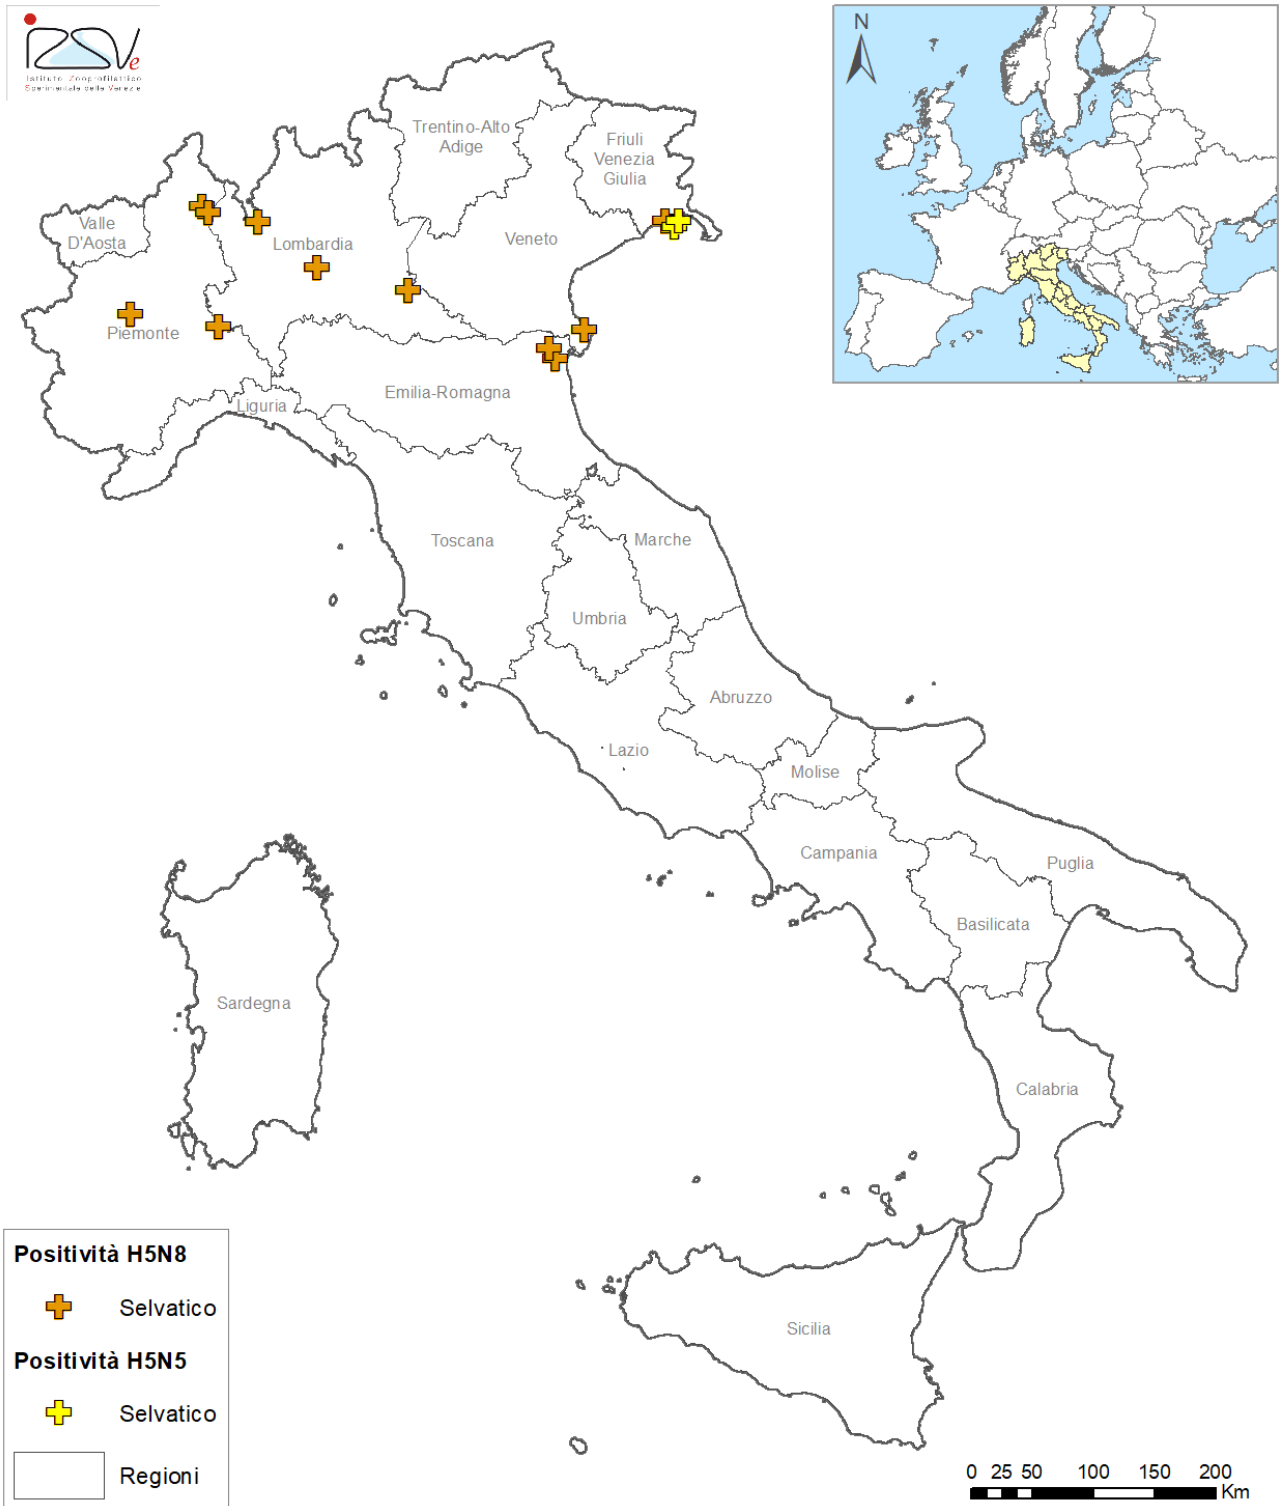 IZSVe
Istituto Zooprofilattico
Sperimentale delle Venezie
N
Trentino-Alto
Adige
Friuli
Venezia
Giulia
Valle
D'Aosta
Lombardia
Veneto
Piemonte
Emilia-Romagna
Liguria
Toscana
Marche
Umbria
Abruzzo
Lazio
Molise
Campania
Puglia
Basilicata
Sardegna
Calabria
Sicilia
Positività H5N8
Selvatico
Positività H5N5
Selvatico
Regioni
0 25 50 100 150 200
Km